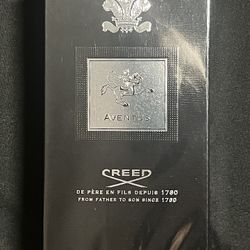 AVENTUS
CREED
DE PÈRE EN FILS DEPUIS 1760
FROM FATHER TO SON SINCE 1760